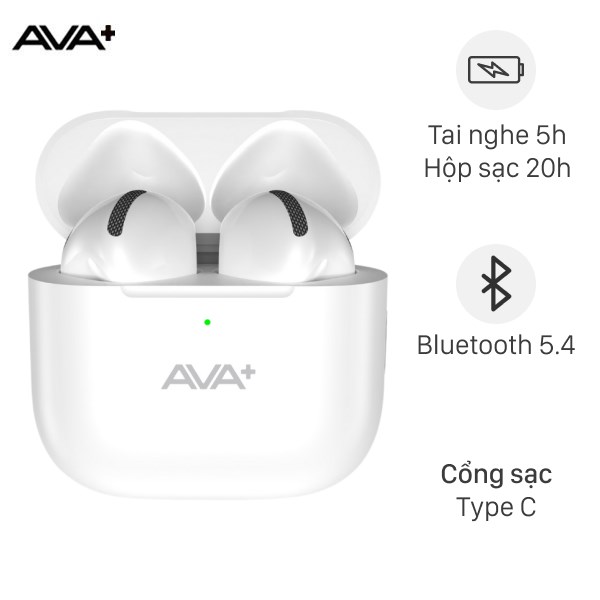 AVA+
Tai nghe 5h
Hộp sạc 20h
Bluetooth 5.4
AVA+
Cổng sạc
Type C